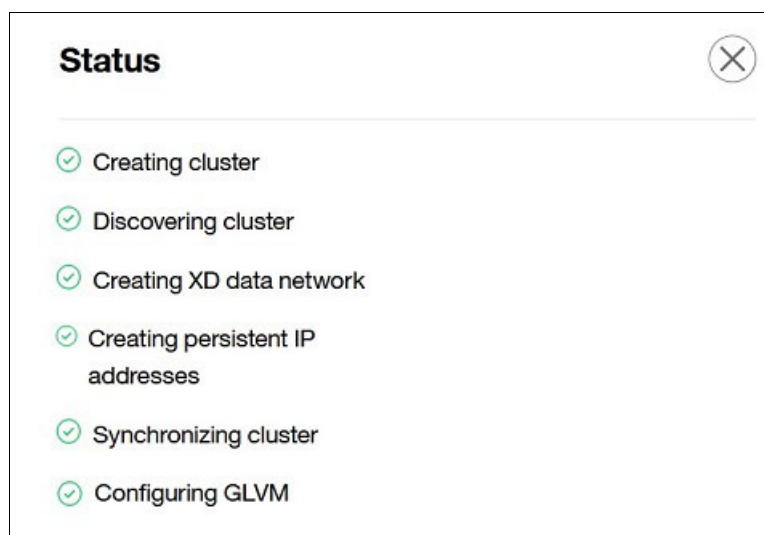 Status
Creating cluster
Discovering cluster
Creating XD data network
Creating persistent IP
addresses
Synchronizing cluster
Configuring GLVM